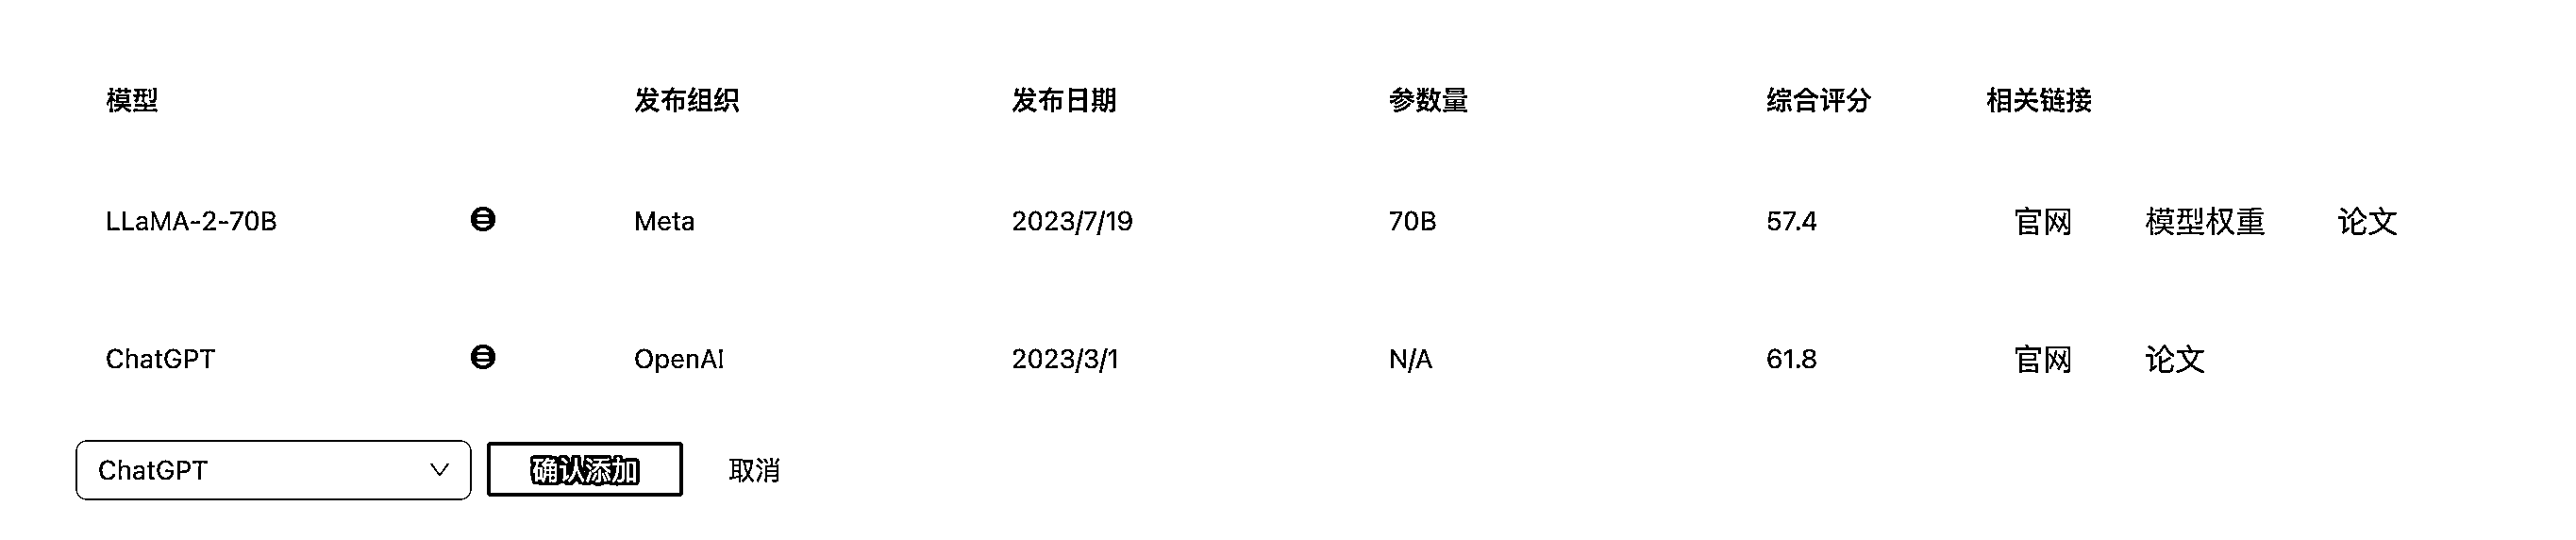 模型 发布组织 发布日期 参数量 综合评分 相关链接
LLaMA-2-70B Meta 2023/7/19 70B 57.4 官网 模型权重 论文
ChatGPT OpenAI 2023/3/1 N/A 61.8 官网 论文
ChatGPT 确认添加 取消